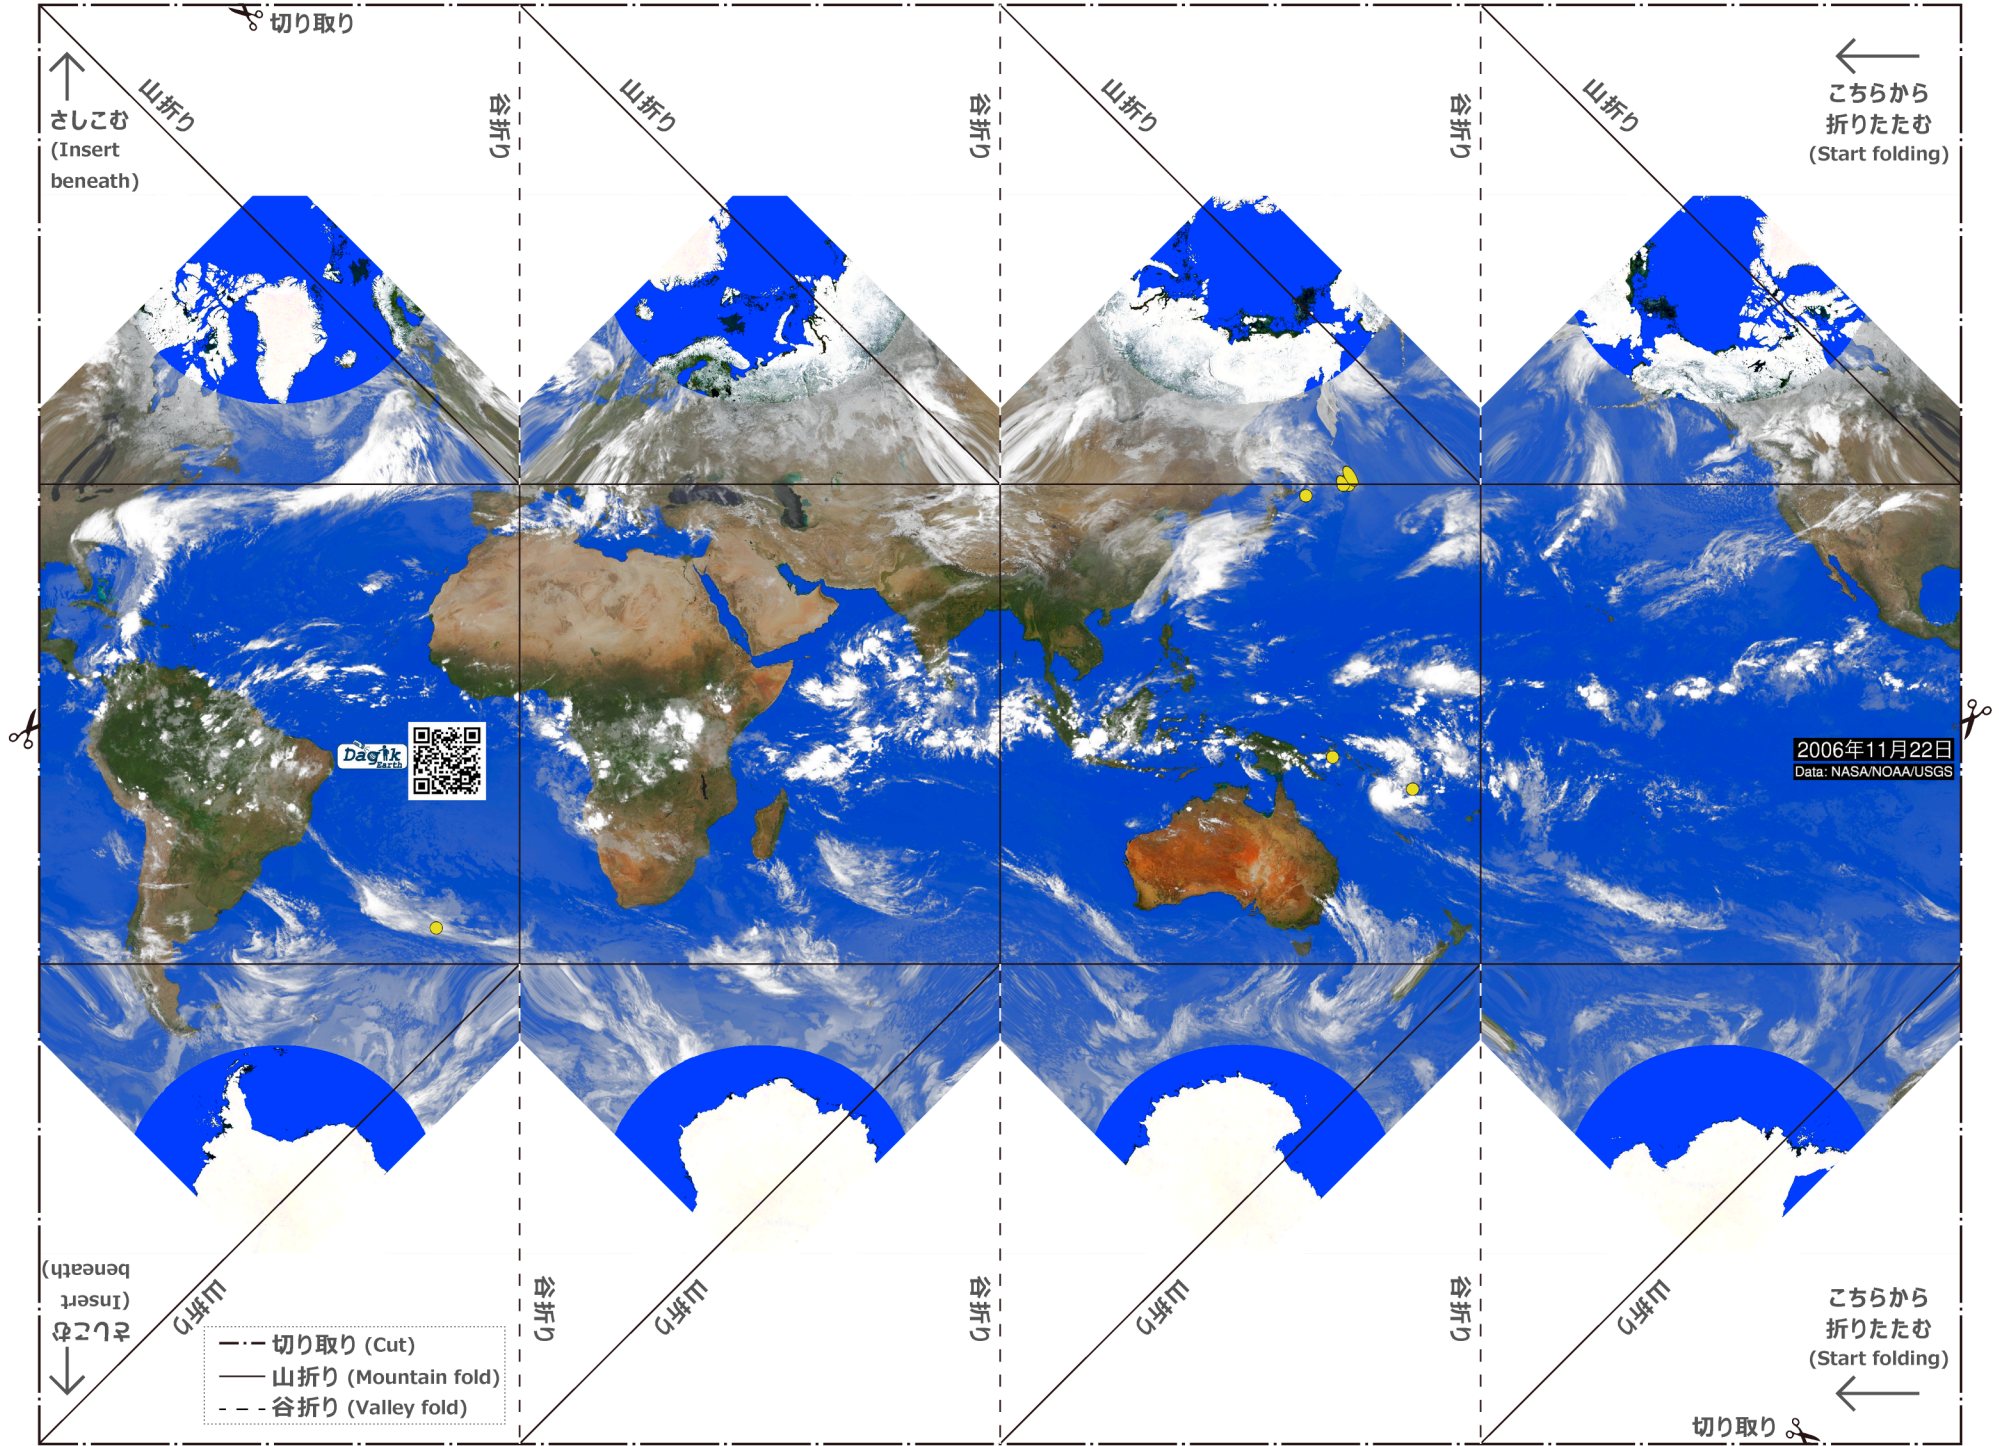 切り取り
さしこむ
(Insert
beneath)
山折り
谷折り
山折り
谷折り
山折り
谷折り
山折り
こちらから
折りたたむ
(Start folding)
Dagik
Earth
2006年11月22日
Data: NASA/NOAA/USGS
さしこむ
(Insert
beneath)
山折り
谷折り
山折り
谷折り
山折り
谷折り
山折り
こちらから
折りたたむ
(Start folding)
切り取り (Cut)
山折り (Mountain fold)
谷折り (Valley fold)
切り取り